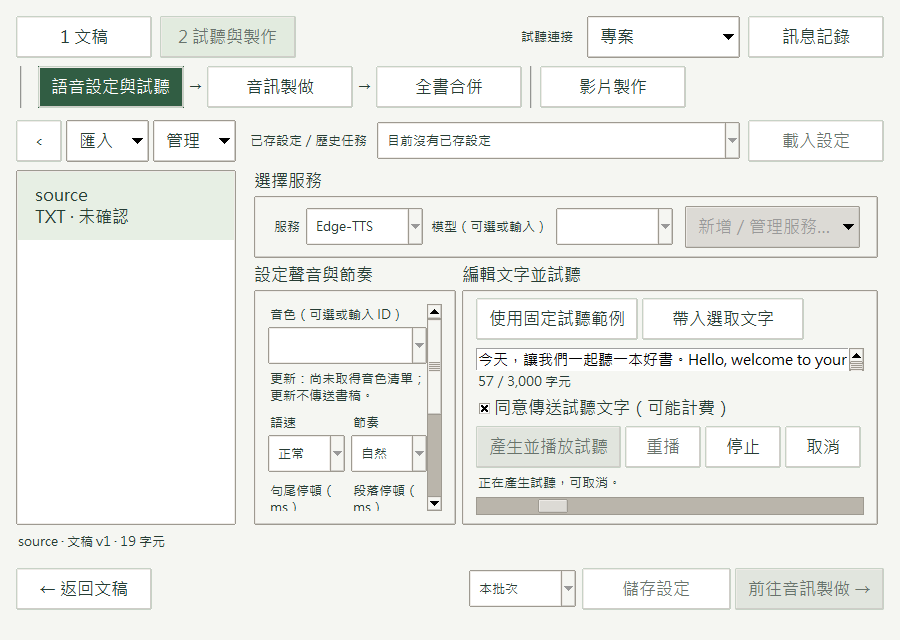 1 文稿
2 試聽與製作
試聽連接
專案
訊息記錄
語音設定與試聽
→
音訊製做
→
全書合併
影片製作
<
匯入
管理
已存設定 / 歷史任務
目前沒有已存設定
載入設定
source
TXT · 未確認
選擇服務
服務
Edge-TTS
模型（可選或輸入）
新增 / 管理服務...
設定聲音與節奏
編輯文字並試聽
音色（可選或輸入 ID）
更新：尚未取得音色清單；
更新不傳送書稿。
語速
節奏
正常
自然
句尾停頓（
ms）
段落停頓（
ms）
使用固定試聽範例
帶入選取文字
今天，讓我們一起聽一本好書。Hello, welcome to your
57 / 3,000 字元
同意傳送試聽文字（可能計費）
產生並播放試聽
重播
停止
取消
正在產生試聽，可取消。
source · 文稿 v1 · 19 字元
← 返回文稿
本批次
儲存設定
前往音訊製做 →